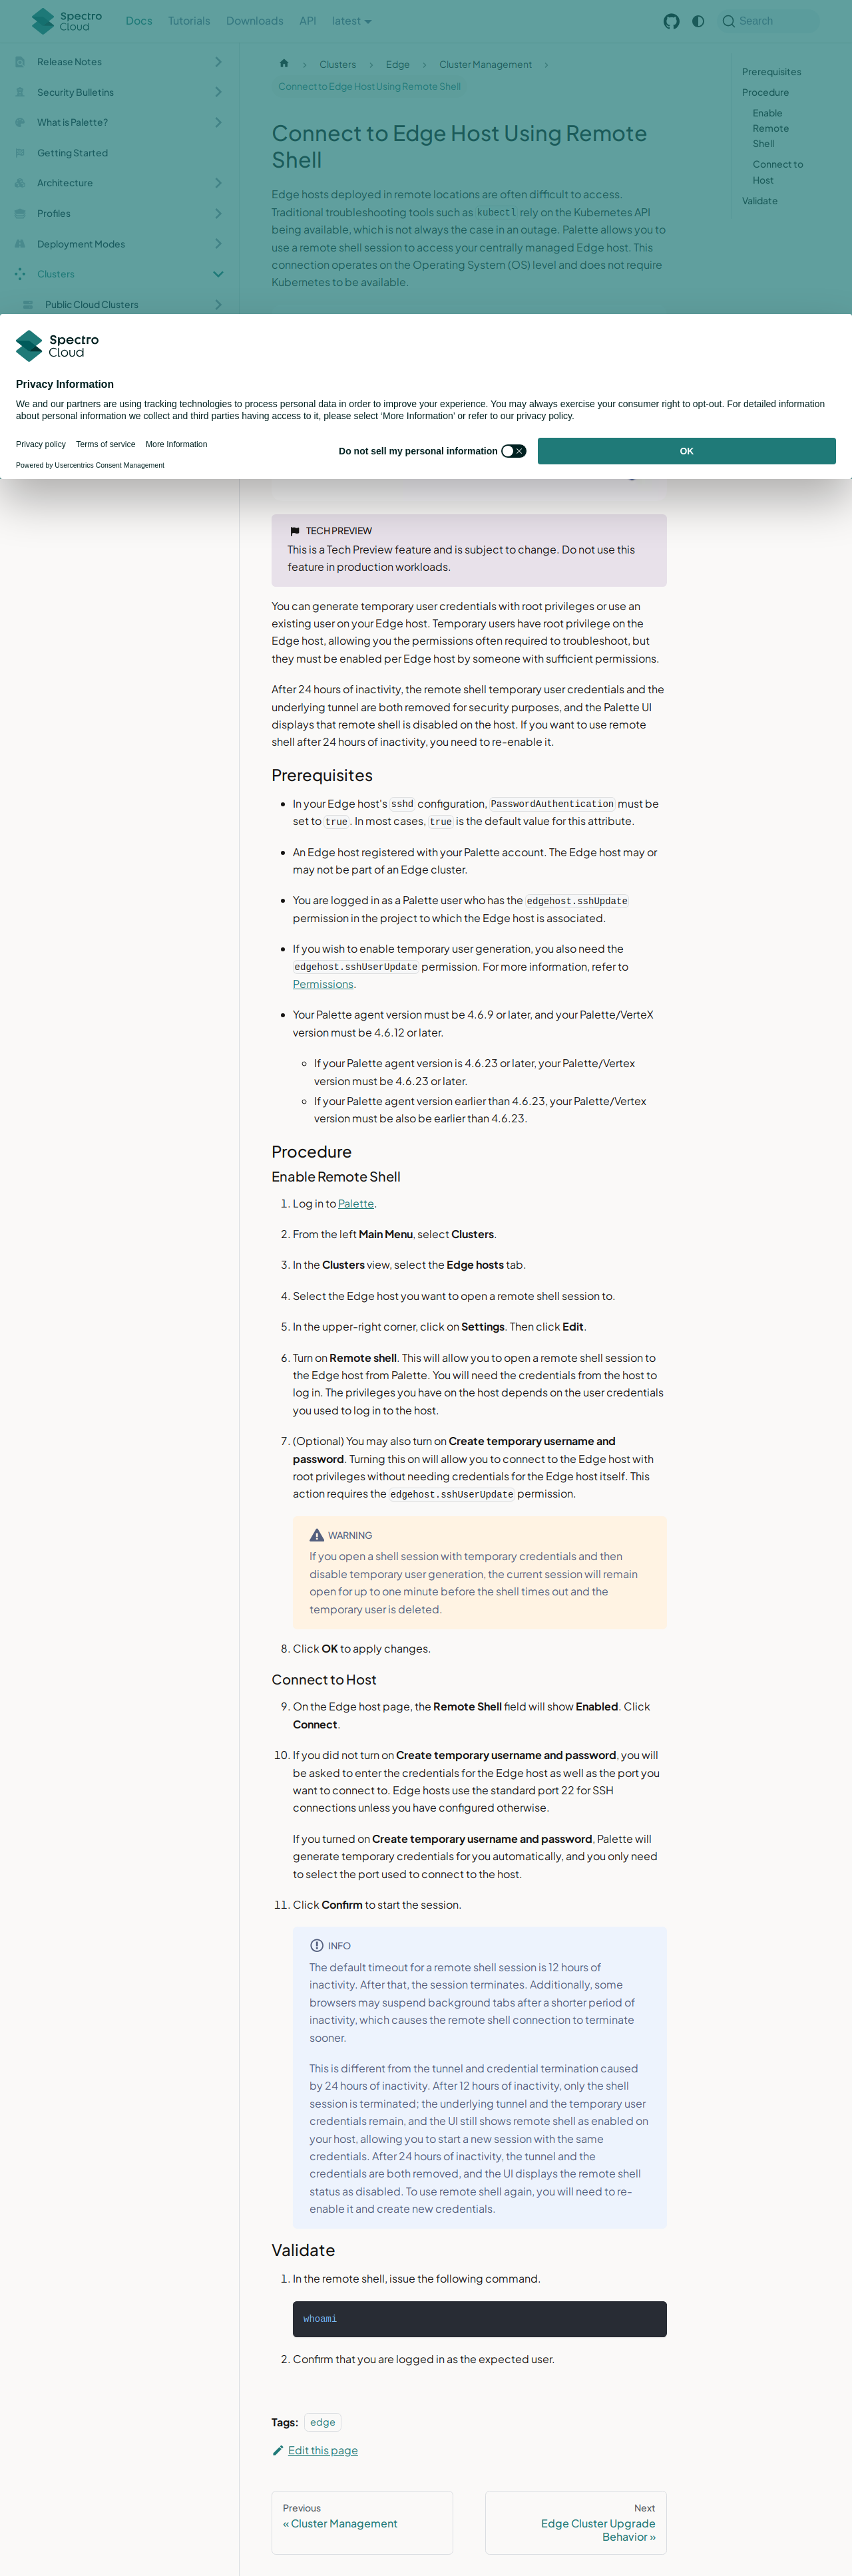 Spectro Cloud
Docs
Tutorials
Downloads
API
latest
Search
Release Notes
Security Bulletins
What is Palette?
Getting Started
Architecture
Profiles
Deployment Modes
Clusters
Public Cloud Clusters
Clusters
Edge
Cluster Management
Connect to Edge Host Using Remote Shell
Prerequisites
Procedure
Enable
Remote
Shell
Connect to
Host
Validate
Connect to Edge Host Using Remote
Shell
Edge hosts deployed in remote locations are often difficult to access.
Traditional troubleshooting tools such as kubectl rely on the Kubernetes API
being available, which is not always the case in an outage. Palette allows you to
use a remote shell session to access your centrally managed Edge host. This
connection operates on the Operating System (OS) level and does not require
Kubernetes to be available.
Spectro Cloud
Privacy Information
We and our partners are using tracking technologies to process personal data in order to improve your experience. You may always exercise your consumer right to opt-out. For detailed information
about personal information we collect and third parties having access to it, please select ‘More Information’ or refer to our privacy policy.
Privacy policy
Terms of service
More Information
Powered by Usercentrics Consent Management
Do not sell my personal information
OK
TECH PREVIEW
This is a Tech Preview feature and is subject to change. Do not use this
feature in production workloads.
You can generate temporary user credentials with root privileges or use an
existing user on your Edge host. Temporary users have root privilege on the
Edge host, allowing you the permissions often required to troubleshoot, but
they must be enabled per Edge host by someone with sufficient permissions.
After 24 hours of inactivity, the remote shell temporary user credentials and the
underlying tunnel are both removed for security purposes, and the Palette UI
displays that remote shell is disabled on the host. If you want to use remote
shell after 24 hours of inactivity, you need to re-enable it.
Prerequisites
In your Edge host's sshd configuration, PasswordAuthentication must be
set to true. In most cases, true is the default value for this attribute.
An Edge host registered with your Palette account. The Edge host may or
may not be part of an Edge cluster.
You are logged in as a Palette user who has the edgehost.sshUpdate
permission in the project to which the Edge host is associated.
If you wish to enable temporary user generation, you also need the
edgehost.sshUserUpdate permission. For more information, refer to
Permissions.
Your Palette agent version must be 4.6.9 or later, and your Palette/VerteX
version must be 4.6.12 or later.
If your Palette agent version is 4.6.23 or later, your Palette/Vertex
version must be 4.6.23 or later.
If your Palette agent version earlier than 4.6.23, your Palette/Vertex
version must be also be earlier than 4.6.23.
Procedure
Enable Remote Shell
1. Log in to Palette.
2. From the left Main Menu, select Clusters.
3. In the Clusters view, select the Edge hosts tab.
4. Select the Edge host you want to open a remote shell session to.
5. In the upper-right corner, click on Settings. Then click Edit.
6. Turn on Remote shell. This will allow you to open a remote shell session to
the Edge host from Palette. You will need the credentials from the host to
log in. The privileges you have on the host depends on the user credentials
you used to log in to the host.
7. (Optional) You may also turn on Create temporary username and
password. Turning this on will allow you to connect to the Edge host with
root privileges without needing credentials for the Edge host itself. This
action requires the edgehost.sshUserUpdate permission.
WARNING
If you open a shell session with temporary credentials and then
disable temporary user generation, the current session will remain
open for up to one minute before the shell times out and the
temporary user is deleted.
8. Click OK to apply changes.
Connect to Host
9. On the Edge host page, the Remote Shell field will show Enabled. Click
Connect.
10. If you did not turn on Create temporary username and password, you will
be asked to enter the credentials for the Edge host as well as the port you
want to connect to. Edge hosts use the standard port 22 for SSH
connections unless you have configured otherwise.
If you turned on Create temporary username and password, Palette will
generate temporary credentials for you automatically, and you only need
to select the port used to connect to the host.
11. Click Confirm to start the session.
INFO
The default timeout for a remote shell session is 12 hours of
inactivity. After that, the session terminates. Additionally, some
browsers may suspend background tabs after a shorter period of
inactivity, which causes the remote shell connection to terminate
sooner.
This is different from the tunnel and credential termination caused
by 24 hours of inactivity. After 12 hours of inactivity, only the shell
session is terminated; the underlying tunnel and the temporary user
credentials remain, and the UI still shows remote shell as enabled on
your host, allowing you to start a new session with the same
credentials. After 24 hours of inactivity, the tunnel and the
credentials are both removed, and the UI displays the remote shell
status as disabled. To use remote shell again, you will need to re-
enable it and create new credentials.
Validate
1. In the remote shell, issue the following command.
whoami
2. Confirm that you are logged in as the expected user.
Tags: edge
Edit this page
Previous
« Cluster Management
Next
Edge Cluster Upgrade
Behavior »